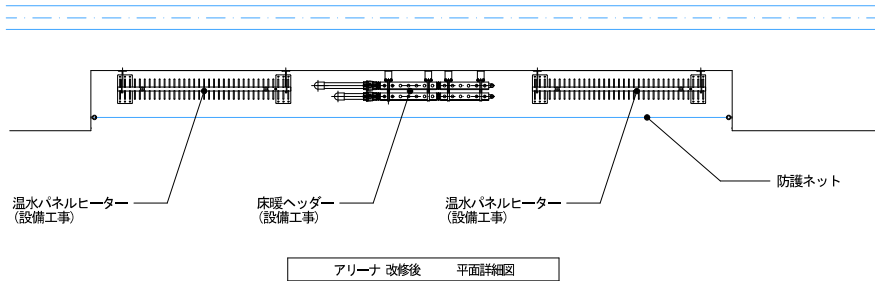 防護ネット
温水パネルヒーター
(設備工事)
床暖ヘッダー
(設備工事)
温水パネルヒーター
(設備工事)
アリーナ 改修後 平面詳細図